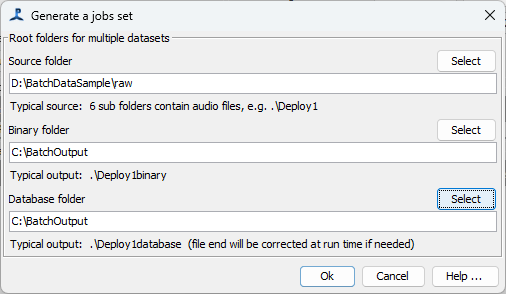 Generate a jobs set
Root folders for multiple datasets
Source folder
Select
D:\BatchDataSample\raw
Typical source: 6 sub folders contain audio files, e.g. .\Deploy1
Binary folder
Select
C:\BatchOutput
Typical output: .\Deploy1binary
Database folder
Select
C:\BatchOutput
Typical output: .\Deploy1database (file end will be corrected at run time if needed)
Ok
Cancel
Help ...